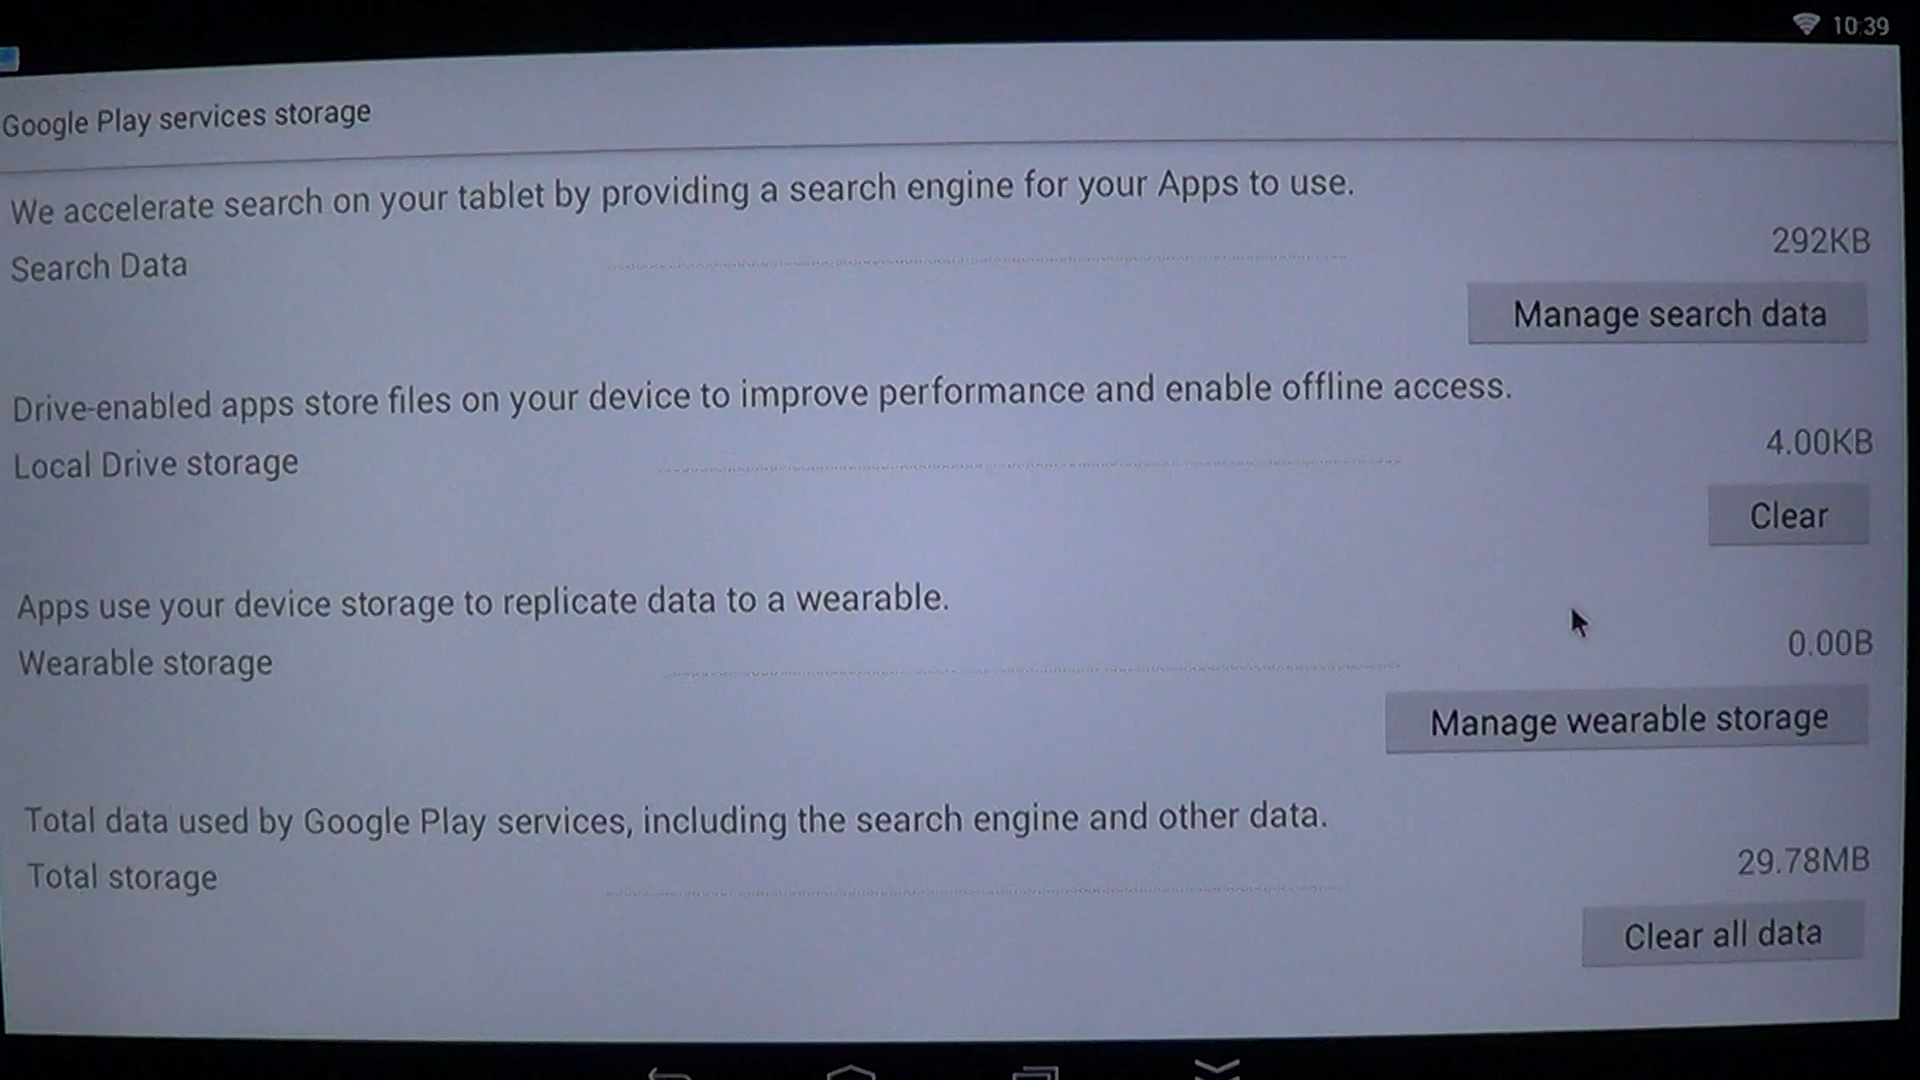 10:39
Google Play services storage
We accelerate search on your tablet by providing a search engine for your Apps to use.
Search Data 292KB
Manage search data
Drive-enabled apps store files on your device to improve performance and enable offline access.
Local Drive storage 4.00KB
Clear
Apps use your device storage to replicate data to a wearable.
Wearable storage 0.00B
Manage wearable storage
Total data used by Google Play services, including the search engine and other data.
Total storage 29.78MB
Clear all data